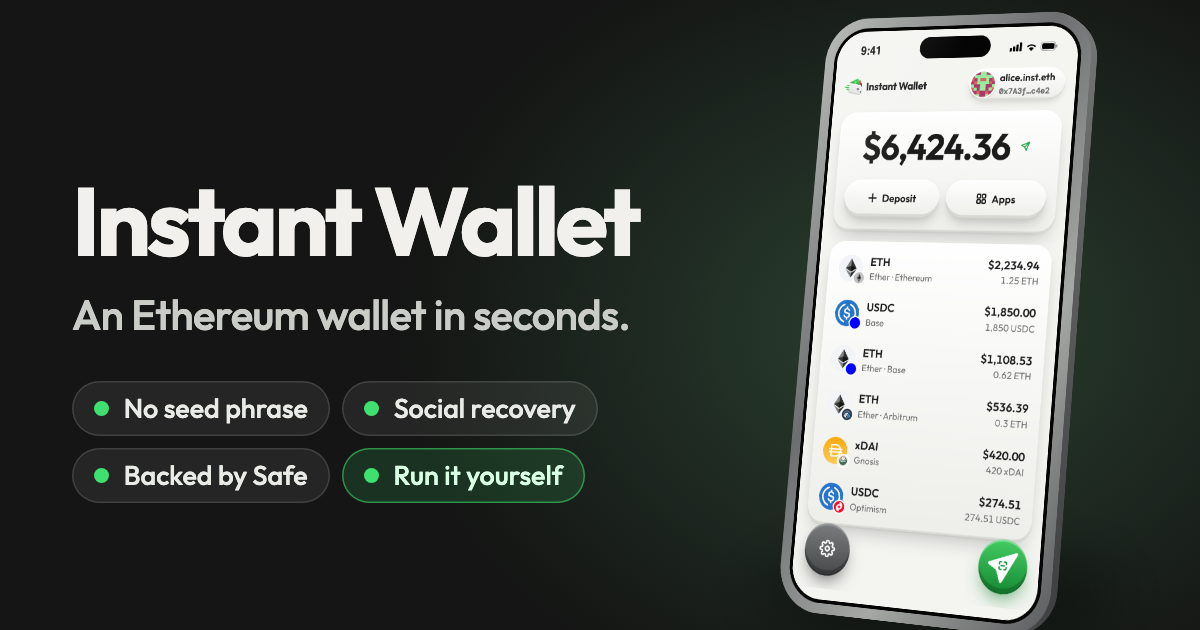 Instant Wallet
An Ethereum wallet in seconds.
No seed phrase
Social recovery
Backed by Safe
Run it yourself
9:41
Instant Wallet
alice.inst.eth
0x7A3f…c4e2
$6,424.36
+ Deposit
Apps
ETH
$2,234.94
Ether · Ethereum
1.25 ETH
USDC
$1,850.00
Base
1,850 USDC
ETH
$1,108.53
Ether · Base
0.62 ETH
ETH
$536.39
Ether · Arbitrum
0.3 ETH
xDAI
$420.00
Gnosis
420 xDAI
USDC
$274.51
Optimism
274.51 USDC